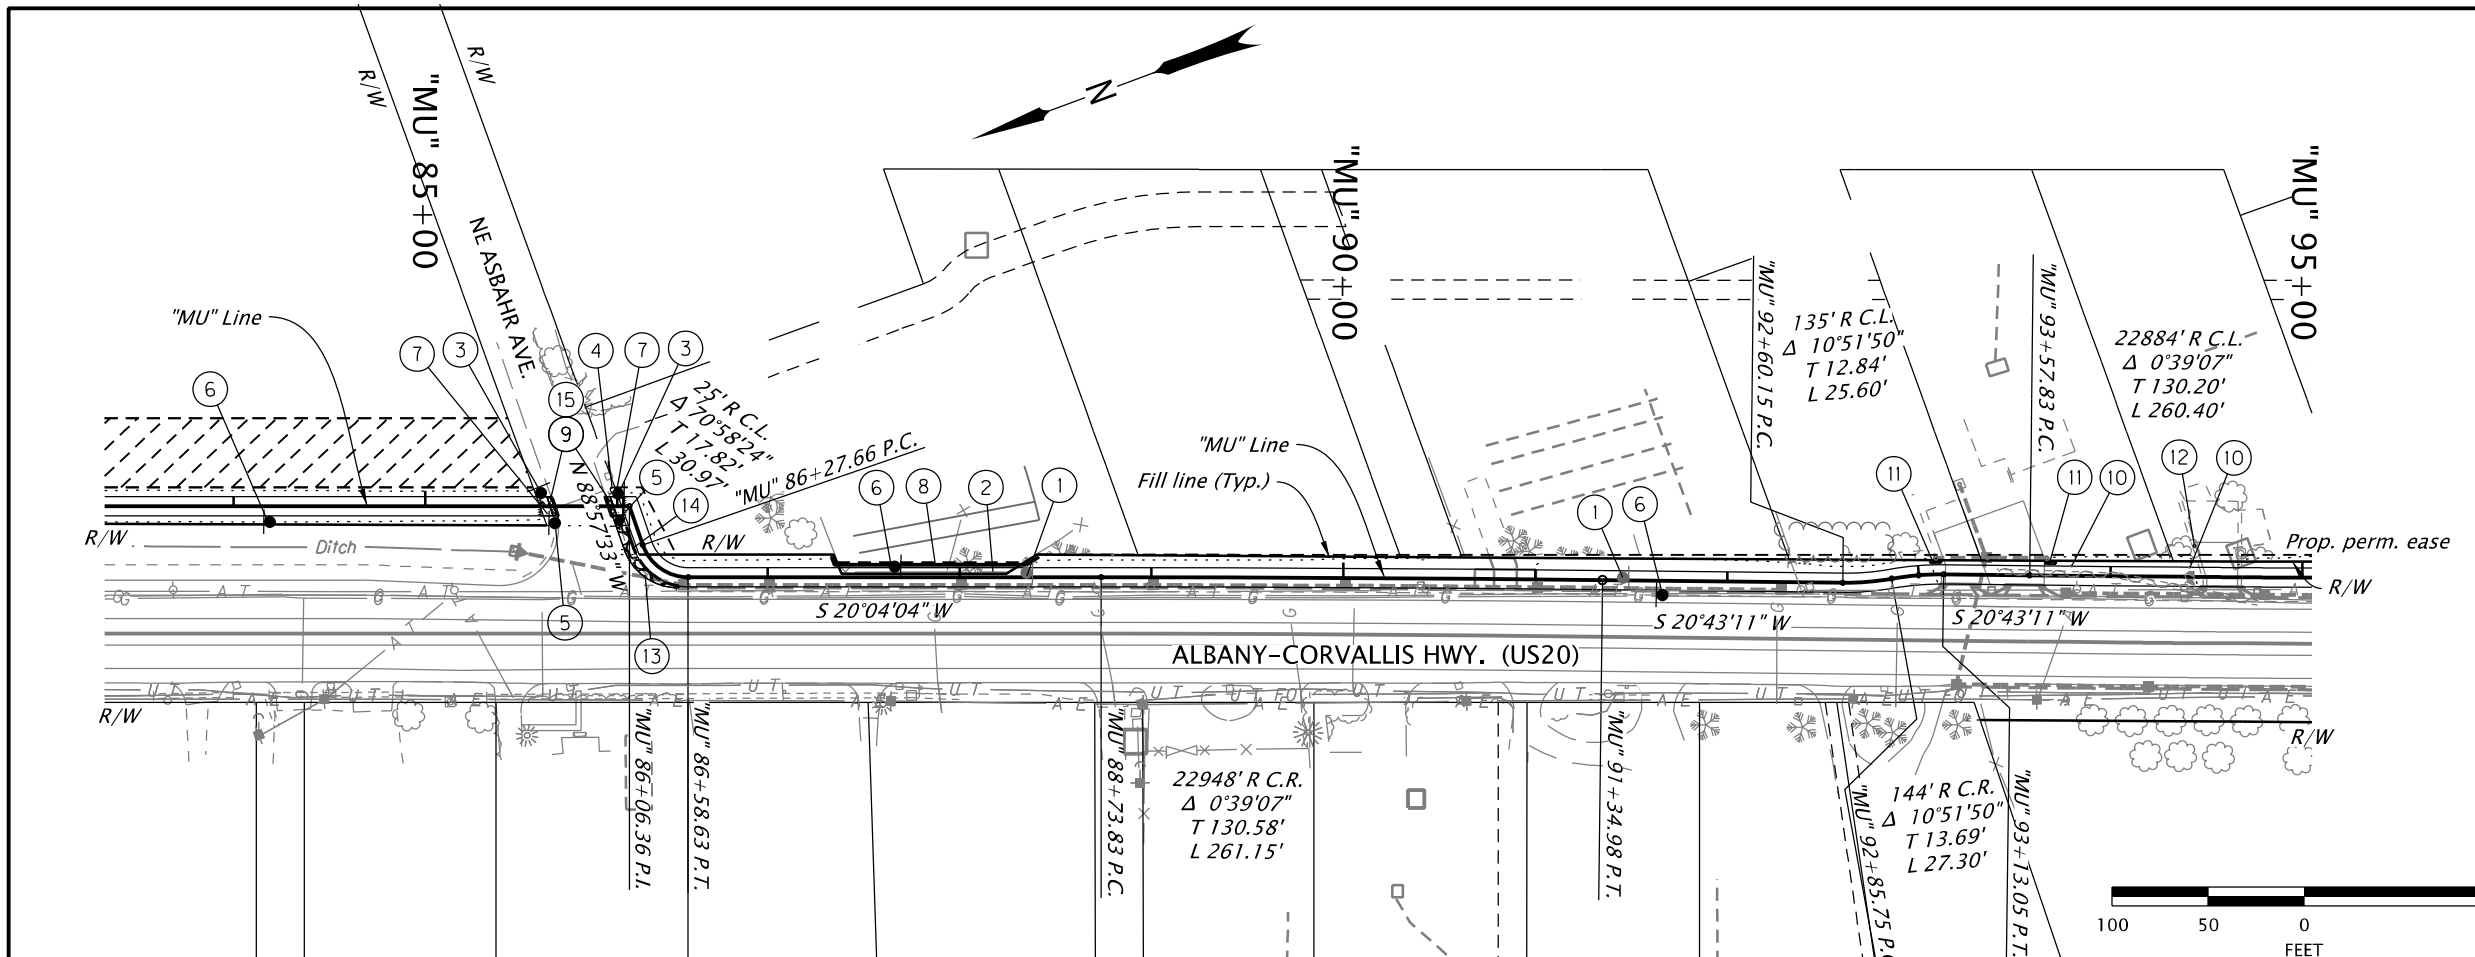 R/W
R/W
"MU" 85+00
NE ASBAHR AVE.
N
"MU" 90+00
"MU" 95+00
"MU" Line
7
3
4
7
3
6
15
9
25' R C.L.
Δ 70°58'24"
T 17.82'
L 30.97'
"MU" 86+27.66 P.C.
N 88°57'33" W
5
14
6
8
2
1
"MU" Line
Fill line (Typ.)
1
6
"MU" 92+60.15 P.C.
135' R C.L.
Δ 10°51'50"
T 12.84'
L 25.60'
"MU" 93+57.83 P.C.
22884' R C.L.
Δ 0°39'07"
T 130.20'
L 260.40'
11
11
10
12
10
Prop. perm. ease
R/W
R/W
Ditch
R/W
5
13
S 20°04'04" W
S 20°43'11" W
S 20°43'11" W
ALBANY-CORVALLIS HWY. (US20)
R/W
R/W
"MU" 86+06.36 P.I.
"MU" 86+58.63 P.T.
"MU" 88+73.83 P.C.
22948' R C.R.
Δ 0°39'07"
T 130.58'
L 261.15'
"MU" 91+34.98 P.T.
"MU" 92+85.75 P.
144' R C.R.
Δ 10°51'50"
T 13.69'
L 27.30'
"MU" 93+13.05 P.T.
100 50 0
FEET